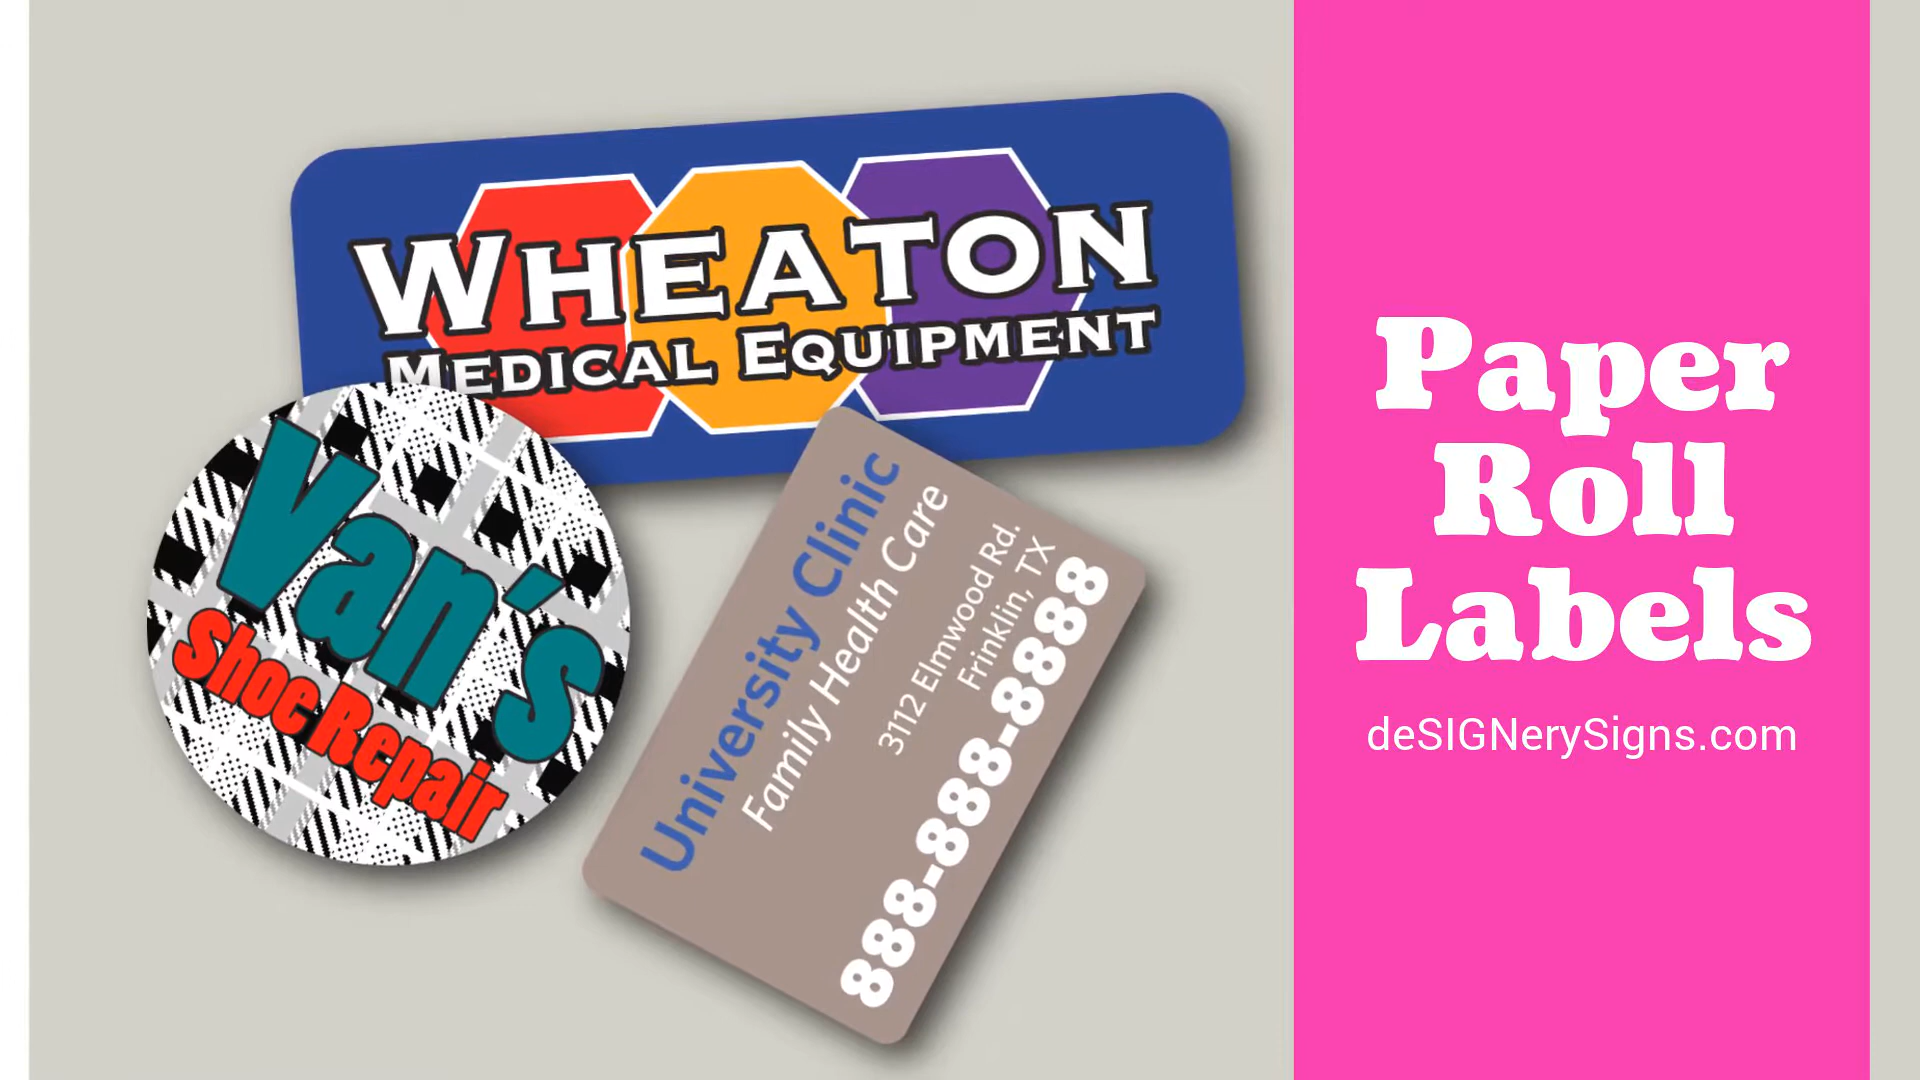 WHEATON
MEDICAL EQUIPMENT
Van's
Shoe Repair
University Clinic
Family Health Care
3112 Elmwood Rd.
Frinklin, TX
888-888-8888
Paper
Roll
Labels
deSIGNerySigns.com